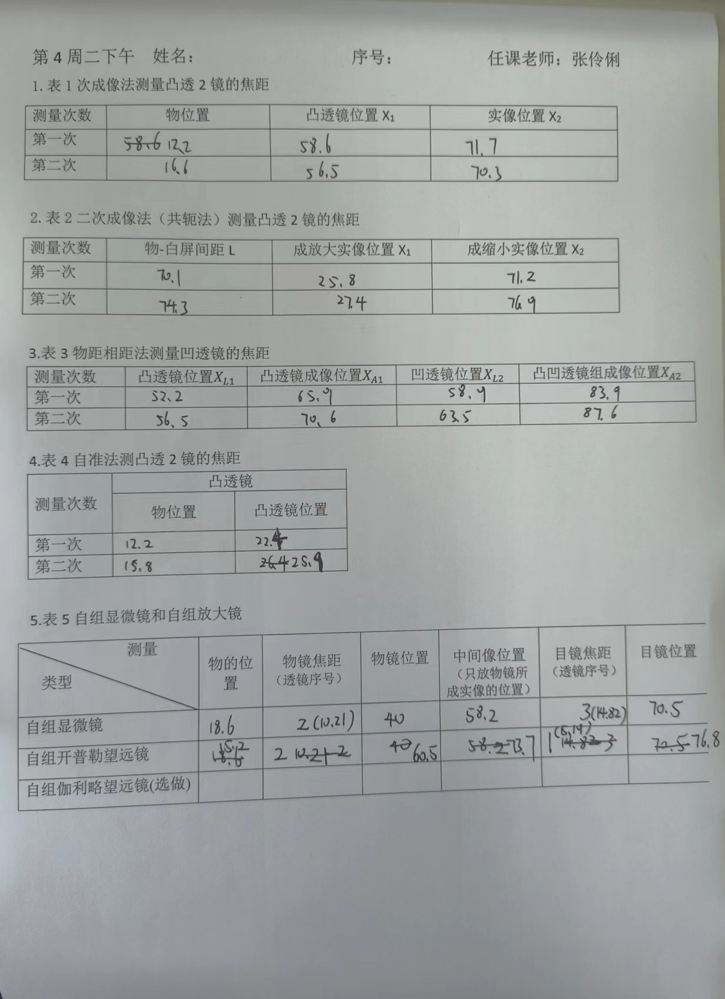 第 4 周二下午 姓名： 序号： 任课老师：张伶俐
1. 表 1 次成像法测量凸透 2 镜的焦距
测量次数 物位置 凸透镜位置 X₁ 实像位置 X₂
第一次 58.6 12.2 58.6 71.7
第二次 16.6 56.5 70.3
2. 表 2 二次成像法（共轭法）测量凸透 2 镜的焦距
测量次数 物-白屏间距 L 成放大实像位置 X₁ 成缩小实像位置 X₂
第一次 70.1 25.8 71.2
第二次 74.3 27.4 76.9
3.表 3 物距相距法测量凹透镜的焦距
测量次数 凸透镜位置X_L1 凸透镜成像位置X_A1 凹透镜位置X_L2 凸凹透镜组成像位置X_A2
第一次 52.2 65.9 58.9 83.9
第二次 56.5 70.6 63.5 87.6
4.表 4 自准法测凸透 2 镜的焦距
凸透镜
测量次数 物位置 凸透镜位置
第一次 12.2 22.4
第二次 15.8 26.4 25.9
5.表 5 自组显微镜和自组放大镜
测量
类型
物的位置
物镜焦距
（透镜序号）
物镜位置
中间像位置
（只放物镜所
成实像的位置）
目镜焦距
（透镜序号）
目镜位置
自组显微镜 18.6 2(10.21) 40 58.2 3(14.82) 70.5
自组开普勒望远镜 18.6 15.2 2 10.21 2 40 60.5 58.2 73.7 1 14.82 3 70.5 76.8
自组伽利略望远镜(选做)